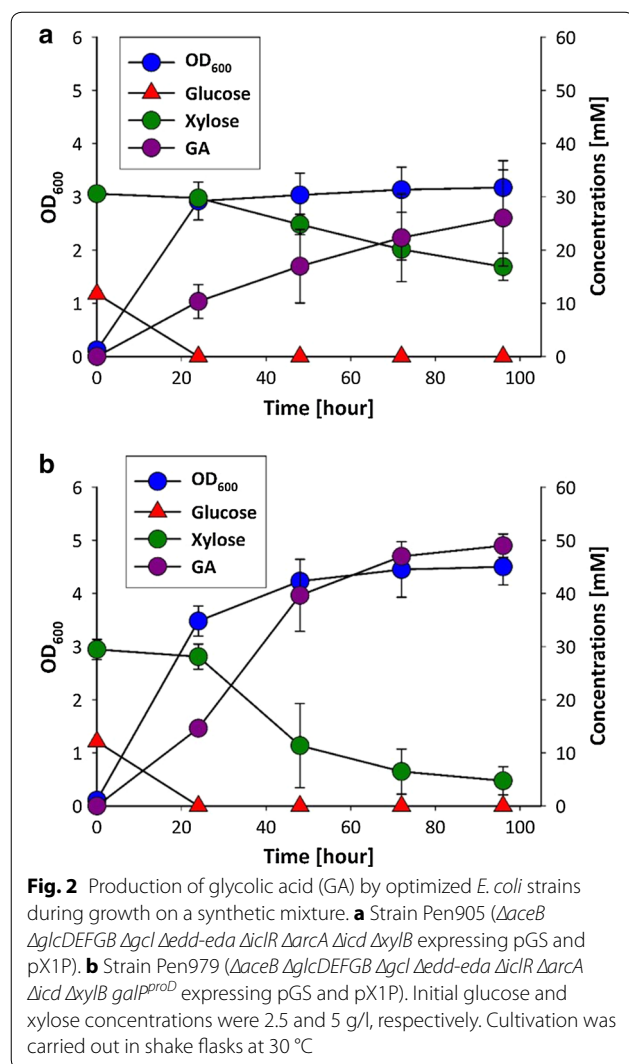 a
OD600
Glucose
Xylose
GA
6
5
4
3
2
1
0
OD600
60
50
40
30
20
10
0
Concentrations [mM]
0 20 40 60 80 100
Time [hour]
b
OD600
Glucose
Xylose
GA
6
5
4
3
2
1
0
OD600
60
50
40
30
20
10
0
Concentrations [mM]
0 20 40 60 80 100
Time [hour]
Fig. 2 Production of glycolic acid (GA) by optimized E. coli strains
during growth on a synthetic mixture. a Strain Pen905 (ΔaceB
ΔglcDEFGB Δgcl Δedd-eda ΔiclR ΔarcA Δicd ΔxylB expressing pGS and
pX1P). b Strain Pen979 (ΔaceB ΔglcDEFGB Δgcl Δedd-eda ΔiclR ΔarcA
Δicd ΔxylB galPproD expressing pGS and pX1P). Initial glucose and
xylose concentrations were 2.5 and 5 g/l, respectively. Cultivation was
carried out in shake flasks at 30 °C